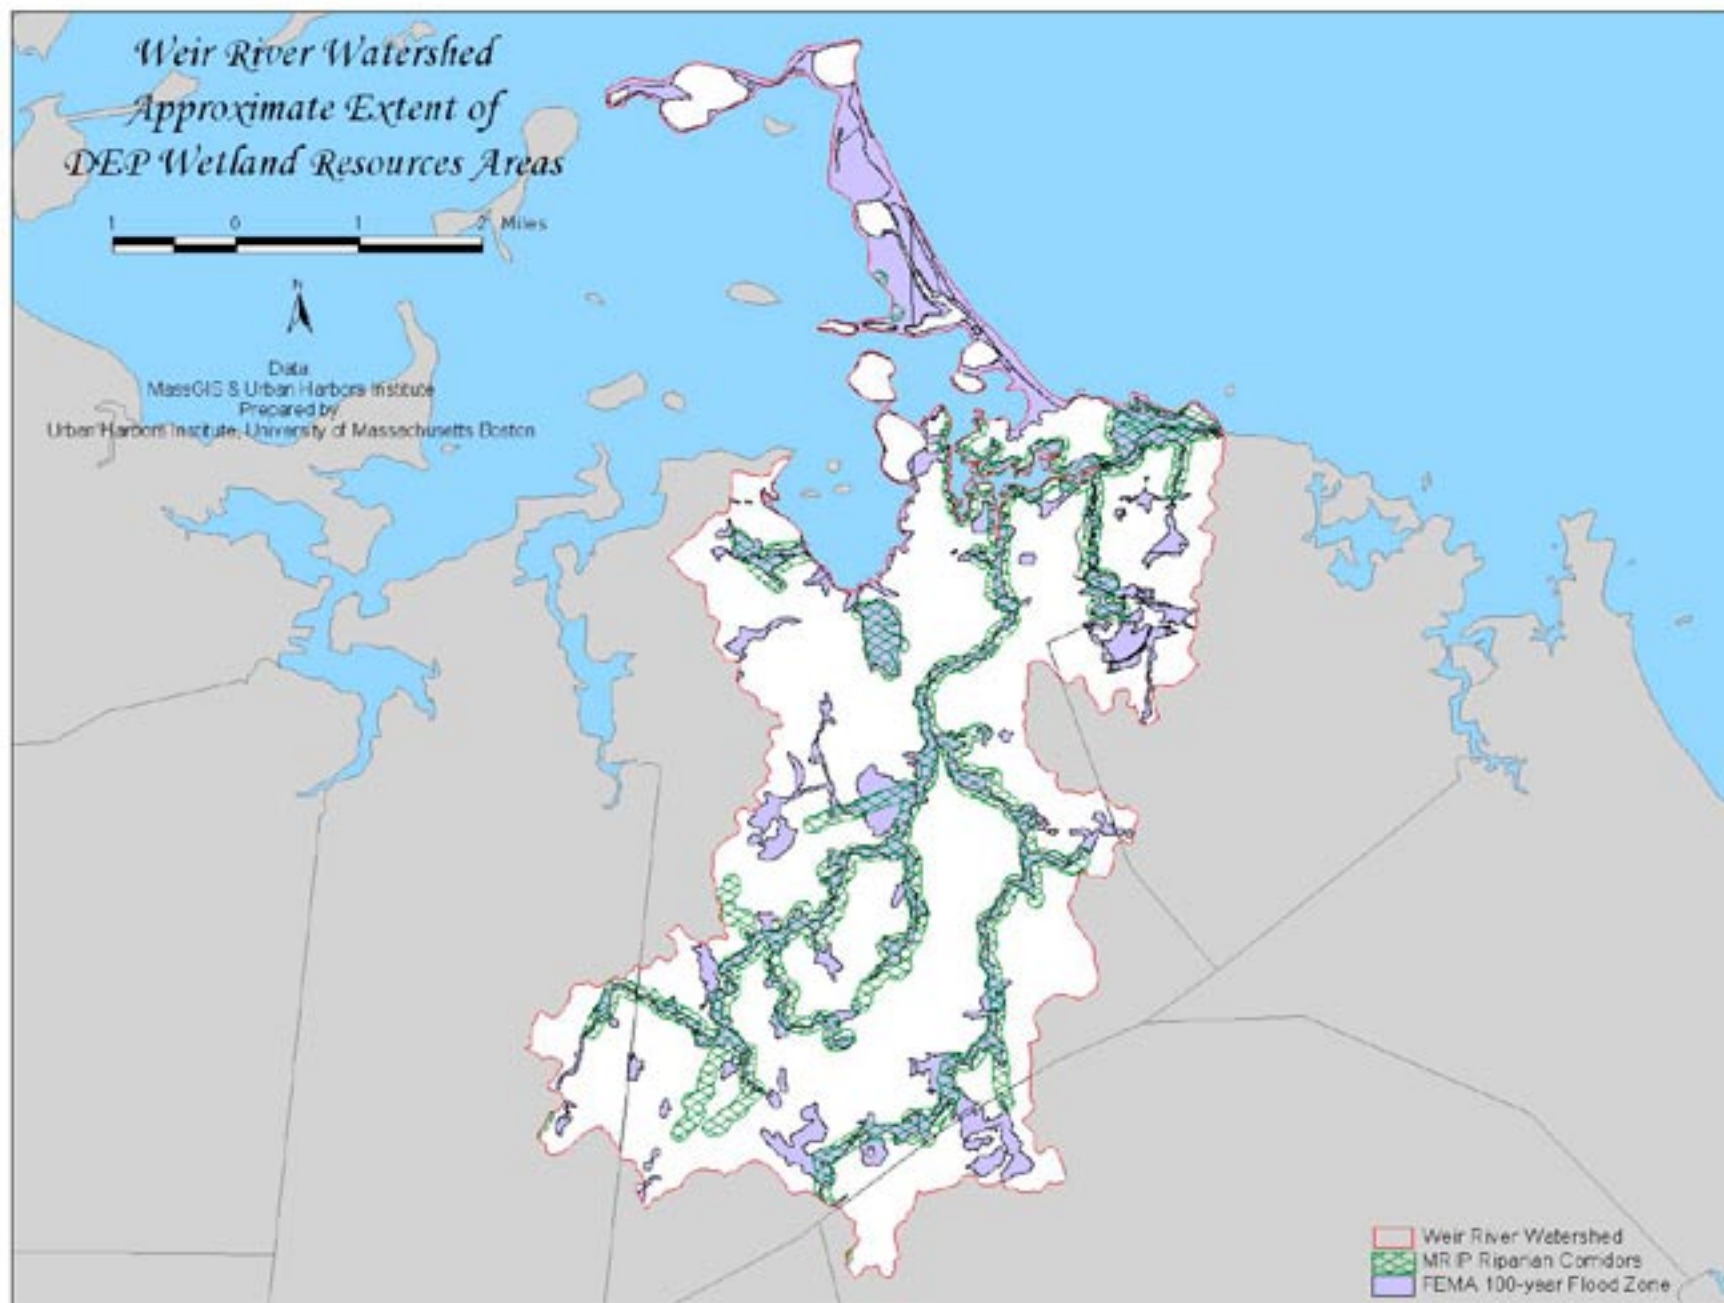 Weir River Watershed
Approximate Extent of
DEP Wetland Resources Areas
1 0 1 2 Miles
N
Data
MassGIS & Urban Harbors Institute
Prepared by
Urban Harbors Institute, University of Massachusetts Boston
Weir River Watershed
MRIP Riparian Corridors
FEMA 100-year Flood Zone